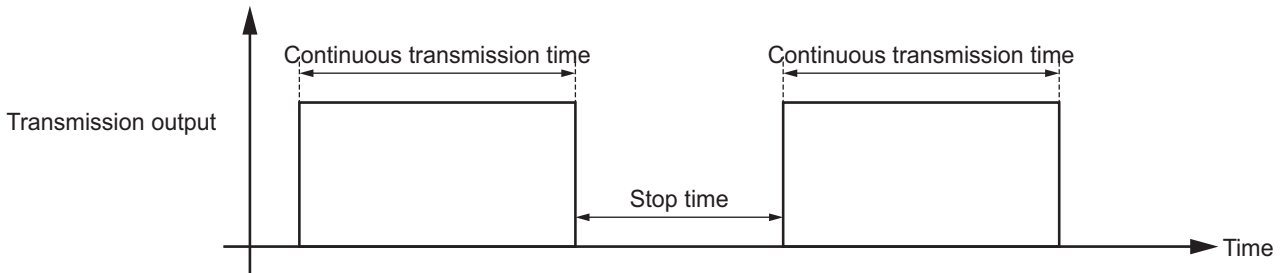 Continuous transmission time
Continuous transmission time
Transmission output
Stop time
Time